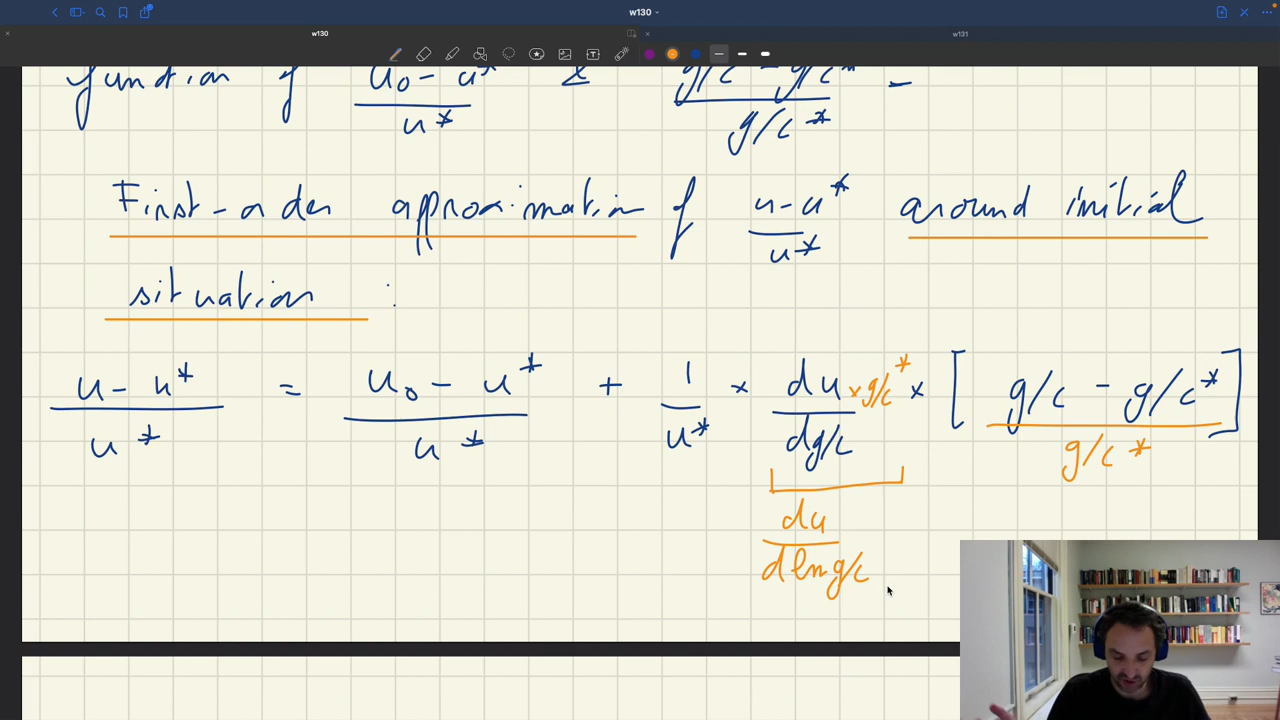 w130
w130
w131
function of (u₀ - u*)/u* & (g/c - g/c*)/(g/c*) -
First-order approximation of (u - u*)/u* around initial
situation :
(u - u*)/u* = (u₀ - u*)/u* + 1/u* × du/dg/c × g/c* × [ (g/c - g/c*)/(g/c*) ]
du/dln g/c